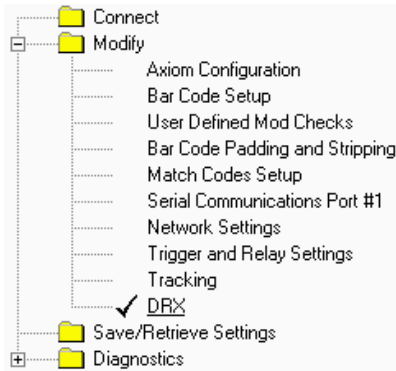 Connect
Modify
Axiom Configuration
Bar Code Setup
User Defined Mod Checks
Bar Code Padding and Stripping
Match Codes Setup
Serial Communications Port #1
Network Settings
Trigger and Relay Settings
Tracking
DRX
Save/Retrieve Settings
Diagnostics